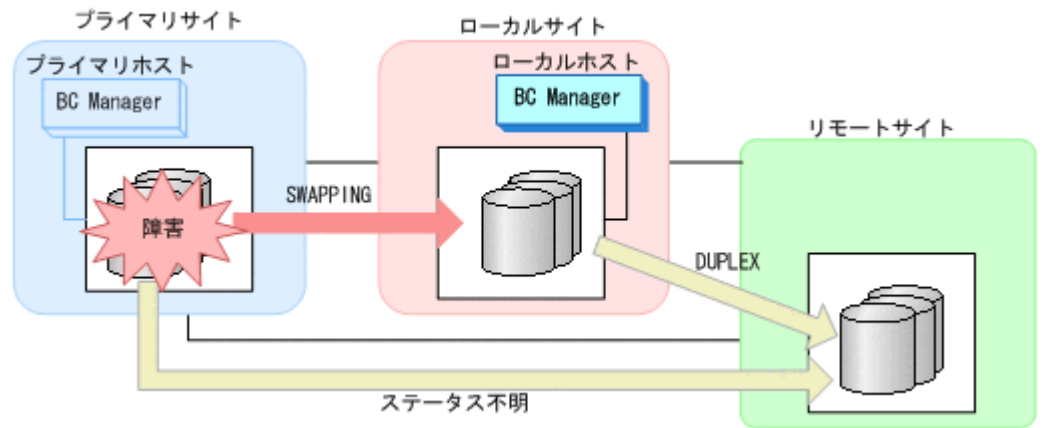 プライマリサイト
ローカルサイト
プライマリホスト
ローカルホスト
BC Manager
BC Manager
リモートサイト
SWAPPING
障害
DUPLEX
ステータス不明